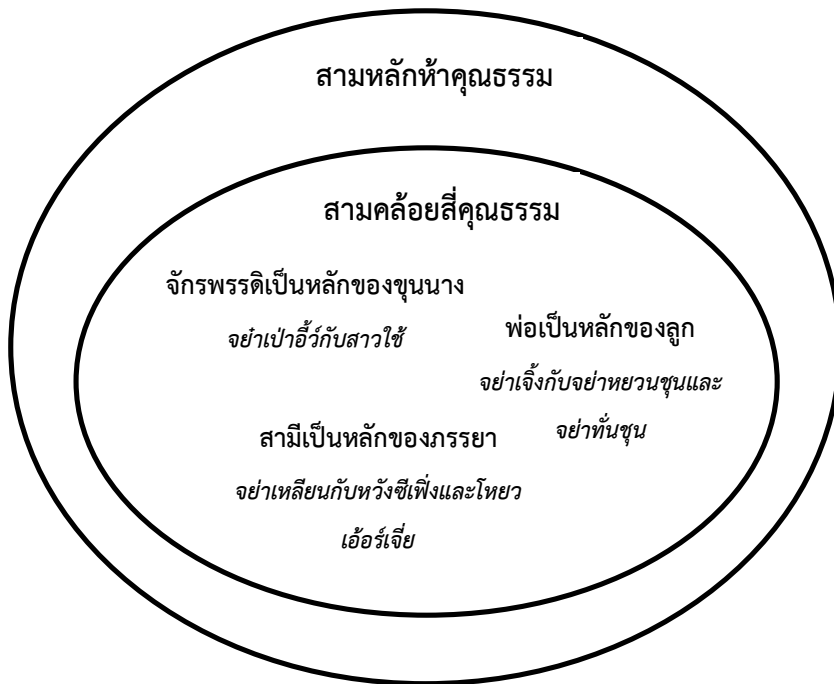 สามหลักห้าคุณธรรม
สามคล้อยสี่คุณธรรม
จักรพรรดิเป็นหลักของขุนนาง
จย๋าเป่าอี้ว์กับสาวใช้
พ่อเป็นหลักของลูก
จย่าเจิ้งกับจย่าหยวนชุนและ
จย่าทั่นชุน
สามีเป็นหลักของภรรยา
จย่าเหลียนกับหวังซีเฟิ่งและโหยว
เอ้อร์เจี่ย